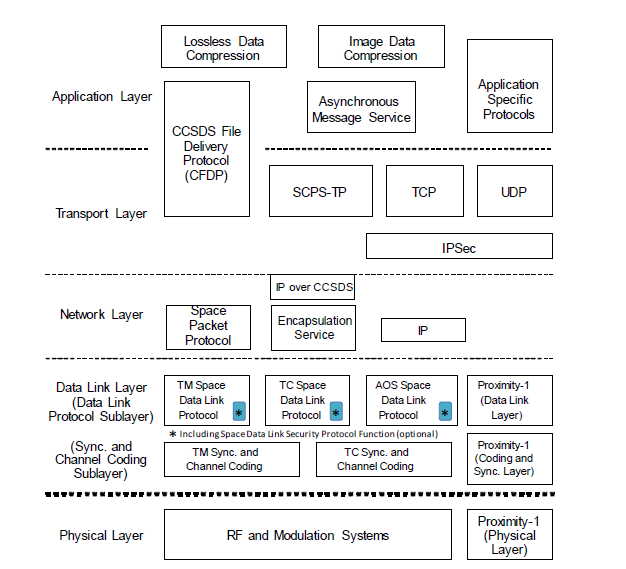 Lossless Data
Compression
Image Data
Compression
Application Layer
CCSDS File
Delivery
Protocol
(CFDP)
Asynchronous
Message Service
Application
Specific
Protocols
Transport Layer
SCPS-TP
TCP
UDP
IPSec
Network Layer
IP over CCSDS
Space
Packet
Protocol
Encapsulation
Service
IP
Data Link Layer
(Data Link
Protocol Sublayer)
TM Space
Data Link
Protocol *
TC Space
Data Link
Protocol *
AOS Space
Data Link
Protocol *
Proximity-1
(Data Link
Layer)
* Including Space Data Link Security Protocol Function (optional)
(Sync. and
Channel Coding
Sublayer)
TM Sync. and
Channel Coding
TC Sync. and
Channel Coding
Proximity-1
(Coding and
Sync. Layer)
Physical Layer
RF and Modulation Systems
Proximity-1
(Physical
Layer)